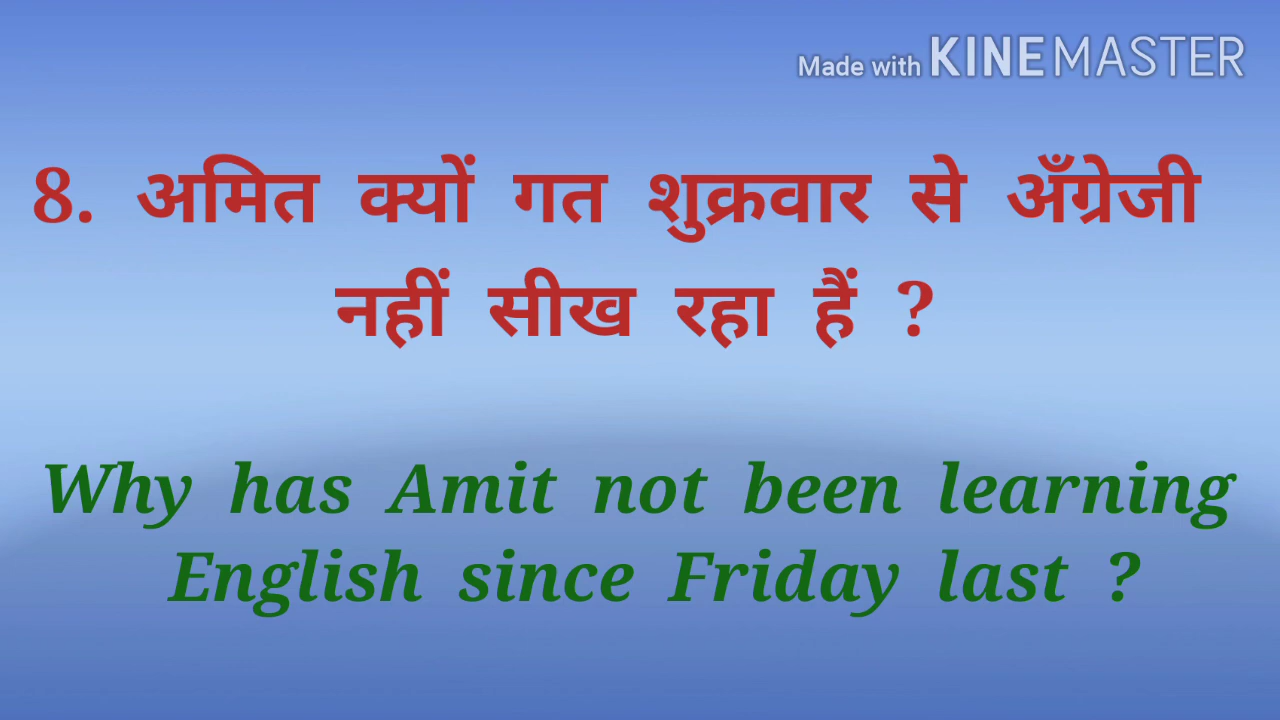 Made with KINEMASTER
8. अमित क्यों गत शुक्रवार से अँग्रेजी
नहीं सीख रहा हैं ?
Why has Amit not been learning
English since Friday last ?